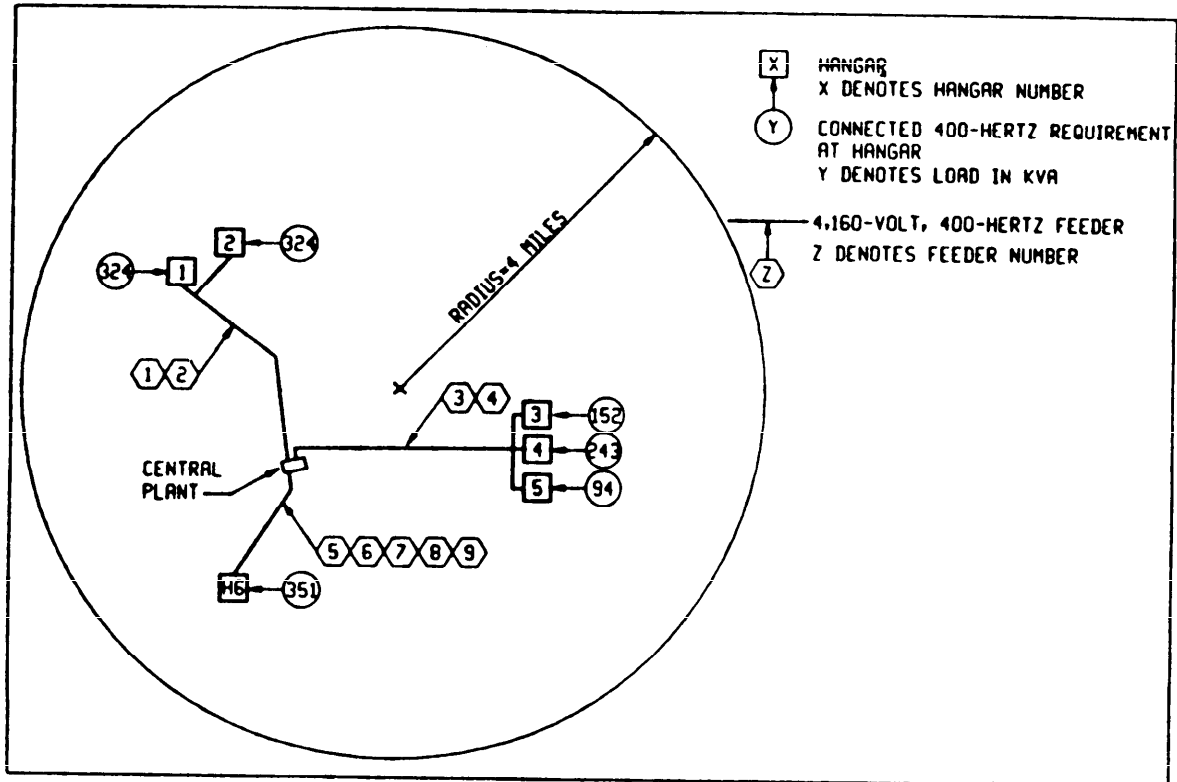 X HANGAR
X DENOTES HANGAR NUMBER
Y CONNECTED 400-HERTZ REQUIREMENT
AT HANGAR
Y DENOTES LOAD IN KVA
4,160-VOLT, 400-HERTZ FEEDER
Z DENOTES FEEDER NUMBER
Z
RADIUS=4 MILES
2 324
324 1
1 2
3 4
3 152
4 243
5 94
CENTRAL
PLANT
5 6 7 8 9
H6 351